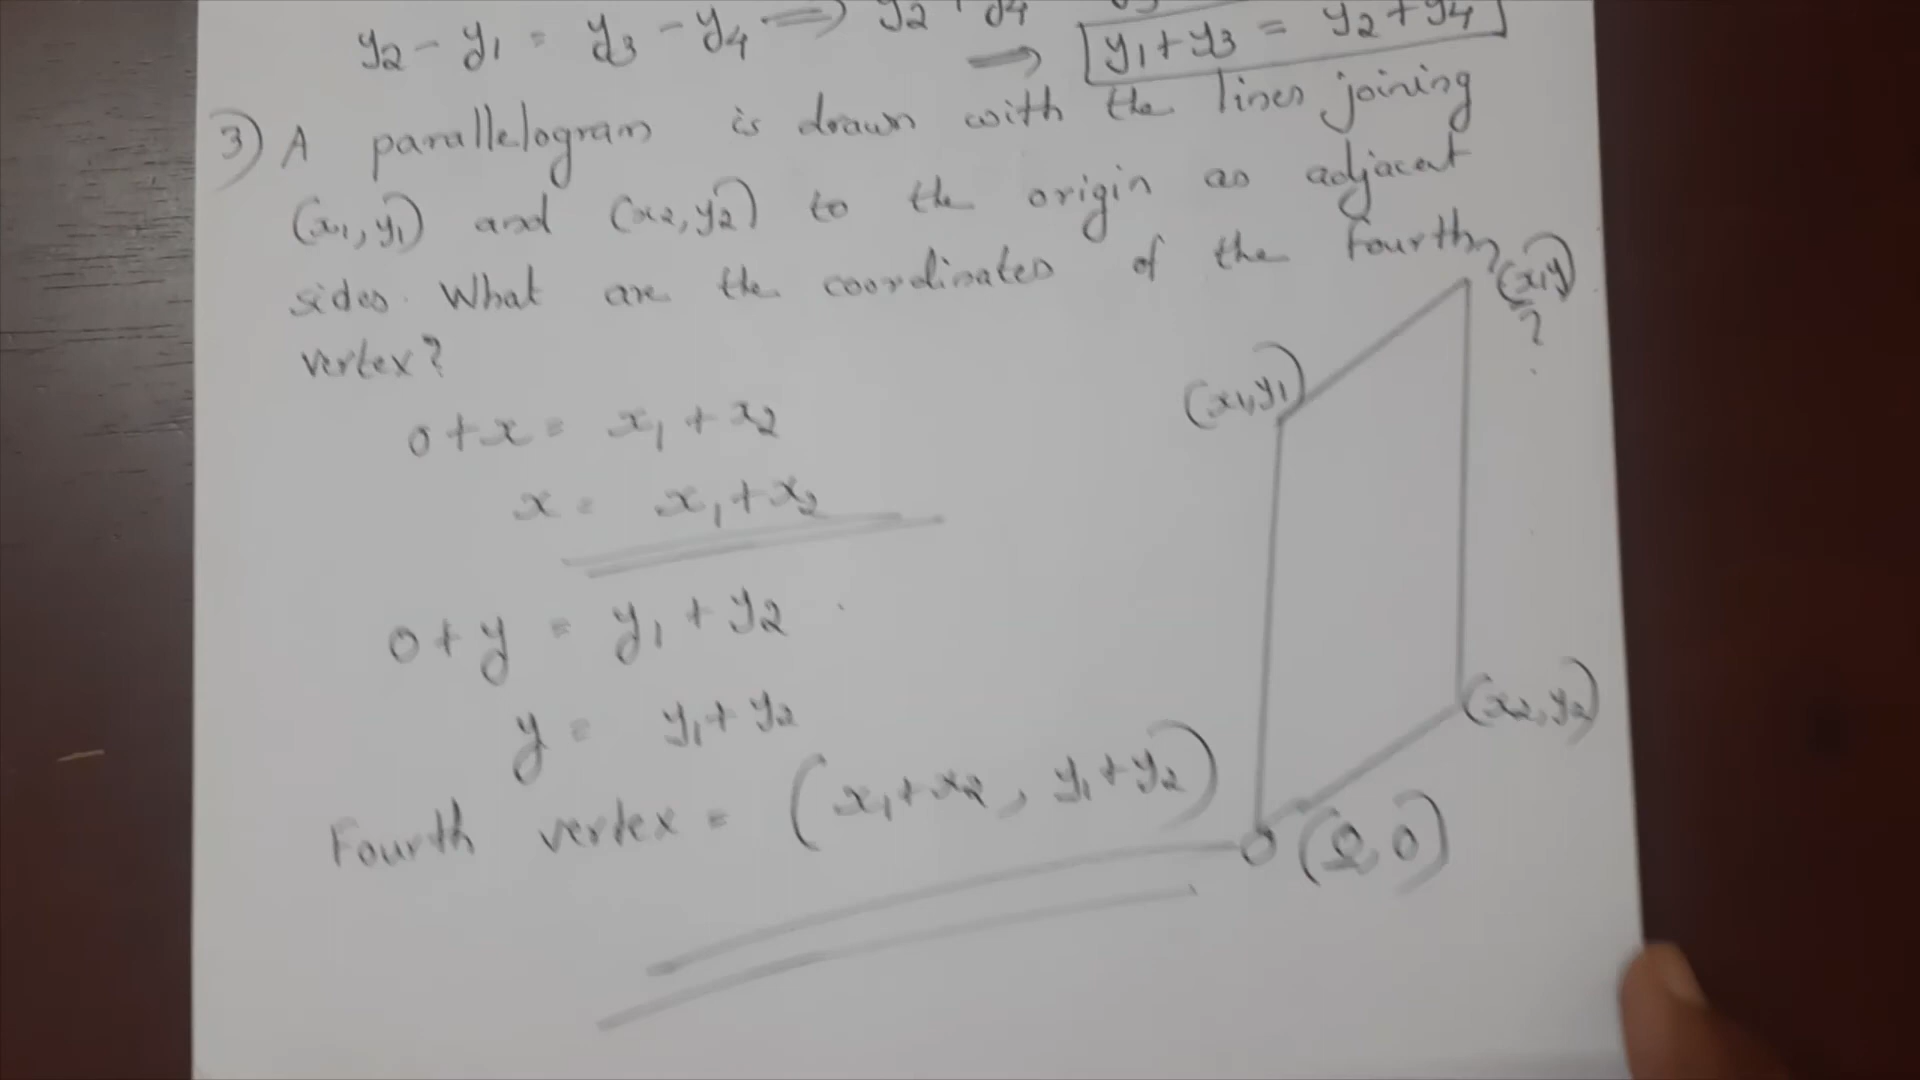 y2 - y1 = y3 - y4 ⟹ y2 + y4
⟹ y1 + y3 = y2 + y4
3) A parallelogram is drawn with the lines joining
(x1, y1) and (x2, y2) to the origin as adjacent
sides. What are the coordinates of the fourth
vertex?
(x, y)
?
(x1, y1)
0 + x = x1 + x2
x = x1 + x2
0 + y = y1 + y2
y = y1 + y2
(x2, y2)
Fourth vertex = (x1 + x2, y1 + y2)
O (0, 0)